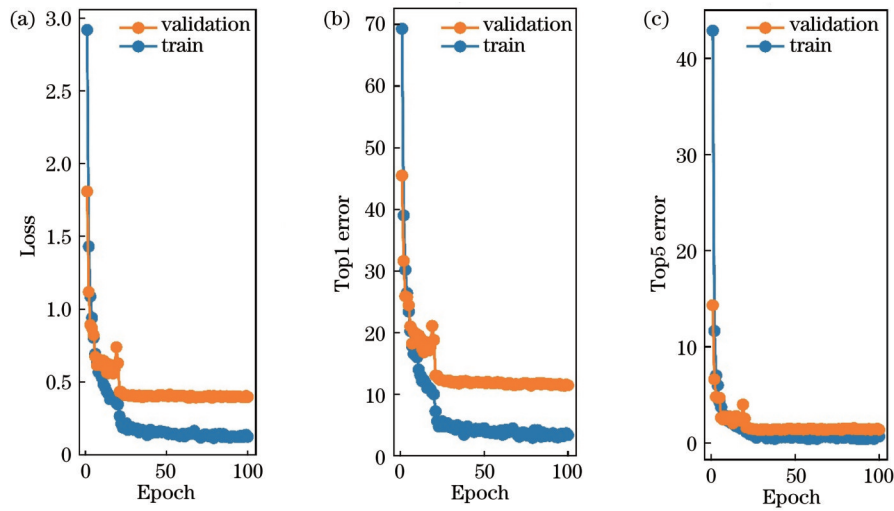 (a)
validation
train
3.0
2.5
2.0
1.5
1.0
0.5
0
Loss
0
50
100
Epoch
(b)
validation
train
70
60
50
40
30
20
10
0
Top1 error
0
50
100
Epoch
(c)
validation
train
40
30
20
10
0
Top5 error
0
50
100
Epoch